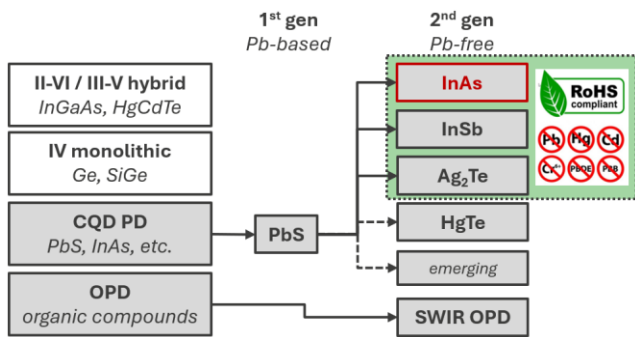 1st gen
Pb-based
2nd gen
Pb-free
II-VI / III-V hybrid
InGaAs, HgCdTe
IV monolithic
Ge, SiGe
CQD PD
PbS, InAs, etc.
OPD
organic compounds
PbS
InAs
InSb
Ag₂Te
HgTe
emerging
SWIR OPD
RoHS
compliant
Pb Hg Cd
Cr⁶⁺ PBDE PBB